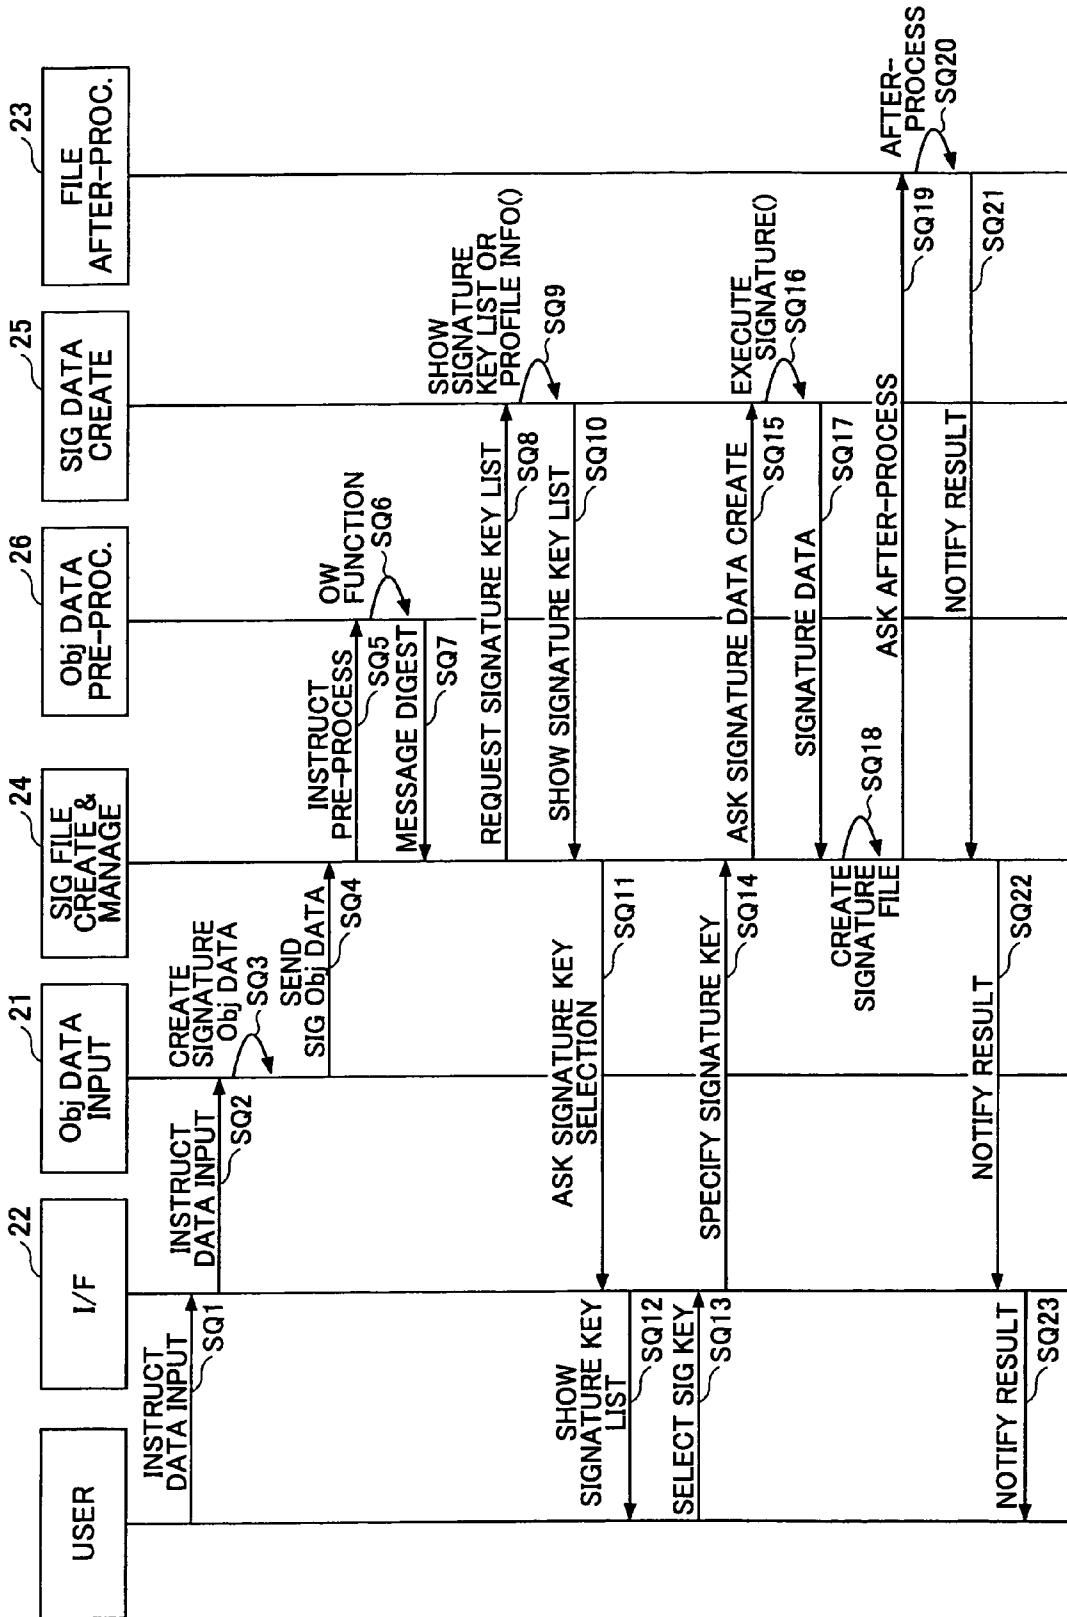 USER
22
I/F
21
Obj DATA
INPUT
24
SIG FILE
CREATE &
MANAGE
26
Obj DATA
PRE-PROC.
25
SIG DATA
CREATE
23
FILE
AFTER-PROC.
INSTRUCT
DATA INPUT
SQ1
INSTRUCT
DATA INPUT
SQ2
CREATE
SIGNATURE
Obj DATA
SQ3
SEND
SIG Obj DATA
SQ4
INSTRUCT
PRE-PROCESS
SQ5
OW
FUNCTION
SQ6
MESSAGE DIGEST
SQ7
REQUEST SIGNATURE KEY LIST
SQ8
SHOW
SIGNATURE
KEY LIST OR
PROFILE INFO()
SQ9
SHOW SIGNATURE KEY LIST
SQ10
ASK SIGNATURE KEY
SELECTION
SQ11
SHOW
SIGNATURE KEY
LIST
SQ12
SELECT SIG KEY
SQ13
SPECIFY SIGNATURE KEY
SQ14
ASK SIGNATURE DATA CREATE
SQ15
EXECUTE
SIGNATURE()
SQ16
SIGNATURE DATA
SQ17
CREATE
SIGNATURE
FILE
SQ18
ASK AFTER-PROCESS
SQ19
AFTER-
PROCESS
SQ20
NOTIFY RESULT
SQ21
NOTIFY RESULT
SQ22
NOTIFY RESULT
SQ23